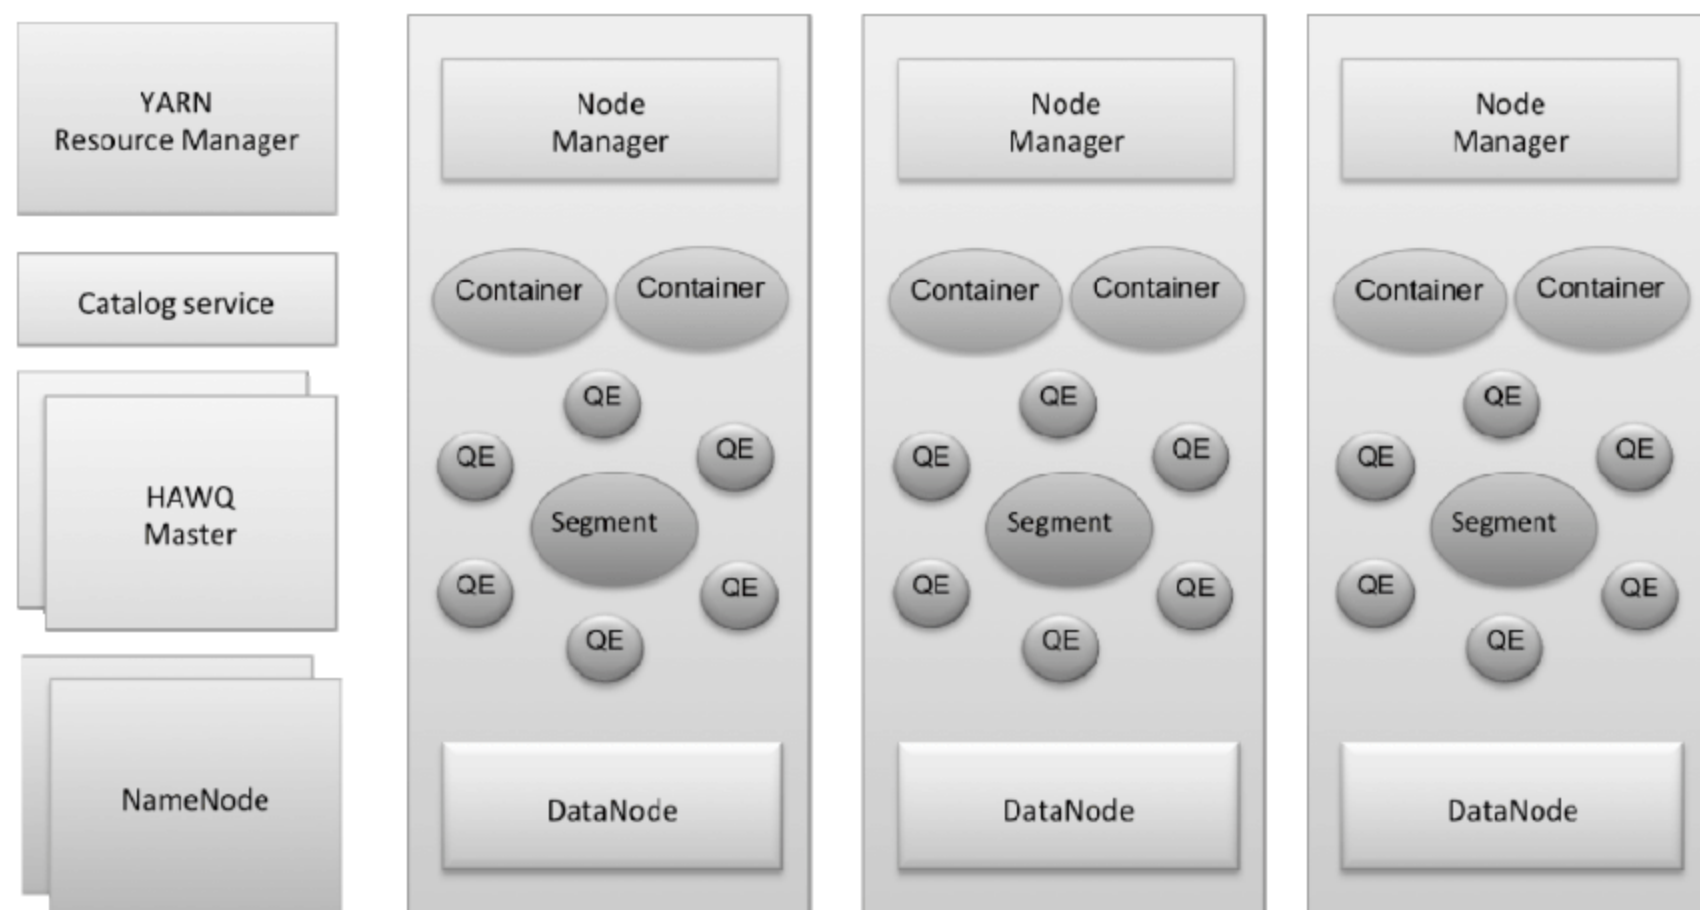 YARN
Resource Manager
Catalog service
HAWQ
Master
NameNode
Node
Manager
Container
Container
QE
QE
QE
Segment
QE
QE
QE
DataNode
Node
Manager
Container
Container
QE
QE
QE
Segment
QE
QE
QE
DataNode
Node
Manager
Container
Container
QE
QE
QE
Segment
QE
QE
QE
DataNode